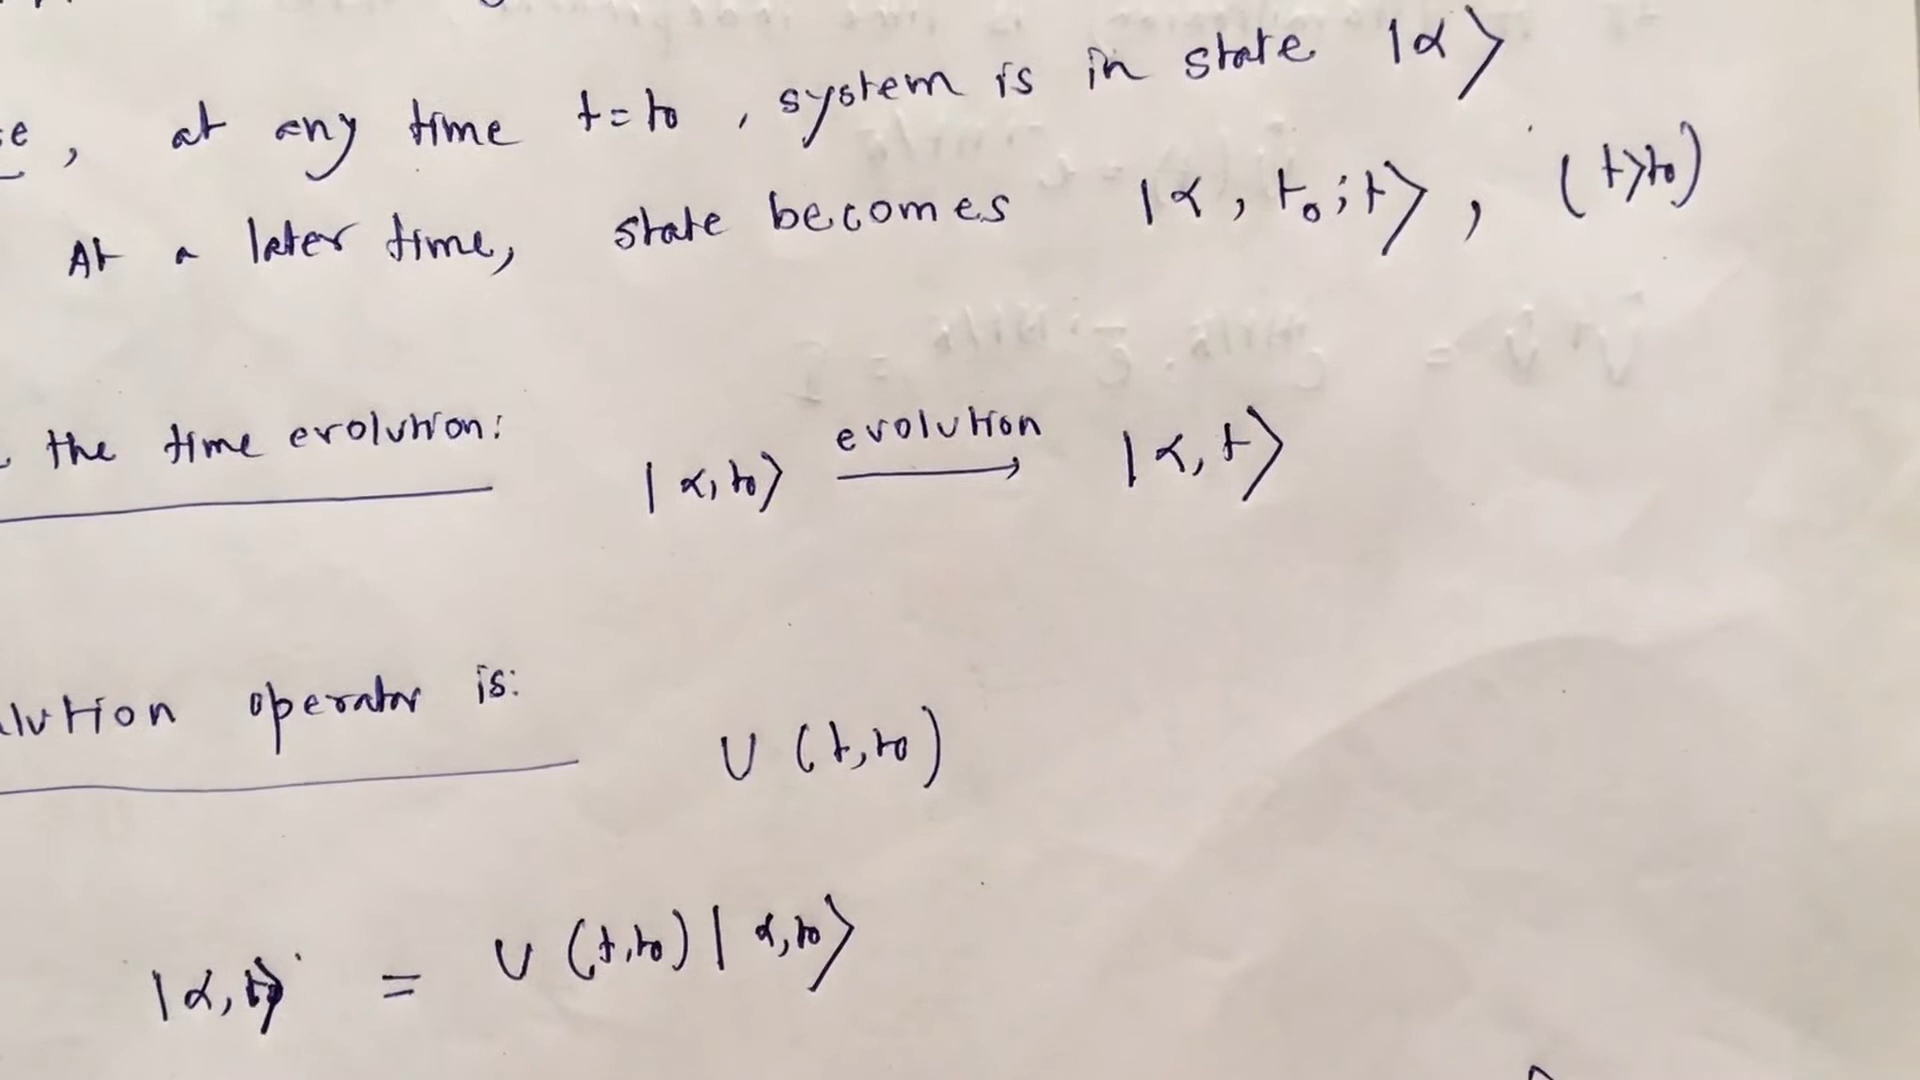 , at any time t=t₀, system is in state |α⟩
At a later time, state becomes |α, t₀;t⟩, (t>t₀)
the time evolution: |α,t₀⟩ evolution→ |α,t⟩
lution operator is: U (t,t₀)
|α,t⟩ = U (t,t₀) | α,t₀⟩